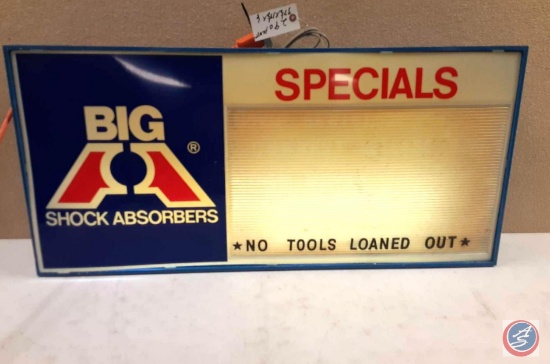 SPECIALS
BIG
®
SHOCK ABSORBERS
★NO TOOLS LOANED OUT★